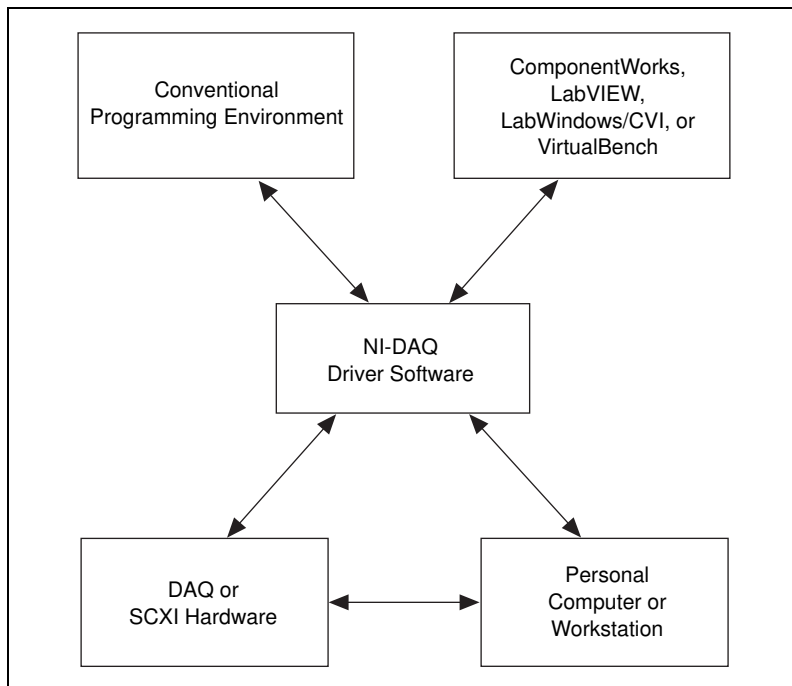 Conventional
Programming Environment
ComponentWorks,
LabVIEW,
LabWindows/CVI, or
VirtualBench
NI-DAQ
Driver Software
DAQ or
SCXI Hardware
Personal
Computer or
Workstation